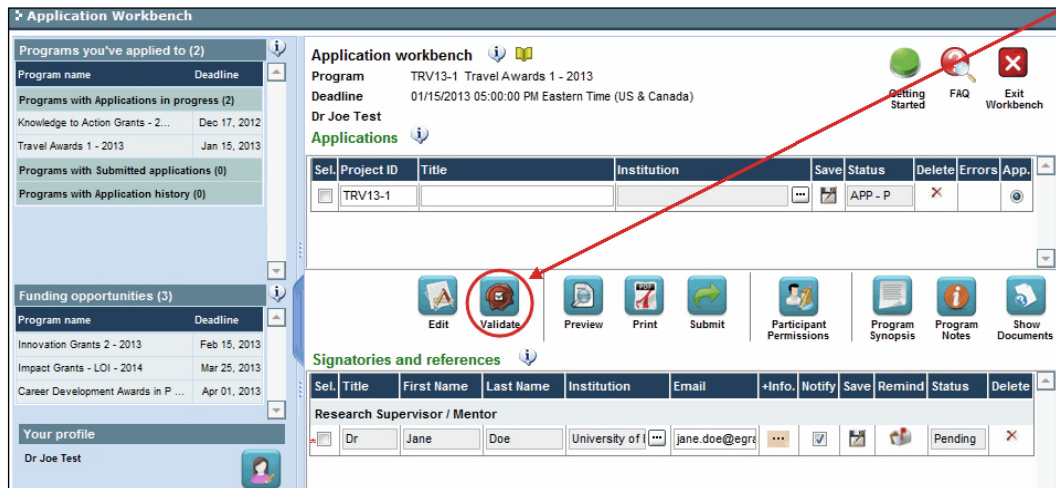 Application Workbench
Programs you've applied to (2)
Program name Deadline
Programs with Applications in progress (2)
Knowledge to Action Grants - 2... Dec 17, 2012
Travel Awards 1 - 2013 Jan 15, 2013
Programs with Submitted applications (0)
Programs with Application history (0)
Funding opportunities (3)
Program name Deadline
Innovation Grants 2 - 2013 Feb 15, 2013
Impact Grants - LOI - 2014 Mar 25, 2013
Career Development Awards in P ... Apr 01, 2013
Your profile
Dr Joe Test
Application workbench
Program TRV13-1 Travel Awards 1 - 2013
Deadline 01/15/2013 05:00:00 PM Eastern Time (US & Canada)
Dr Joe Test
Getting Started
FAQ
Exit Workbench
Applications
Sel. Project ID Title Institution Save Status Delete Errors App.
TRV13-1 ... APP - P
Edit Validate Preview Print Submit Participant Permissions Program Synopsis Program Notes Show Documents
Signatories and references
Sel. Title First Name Last Name Institution Email +Info. Notify Save Remind Status Delete
Research Supervisor / Mentor
* Dr Jane Doe University of ... jane.doe@egra ... Pending